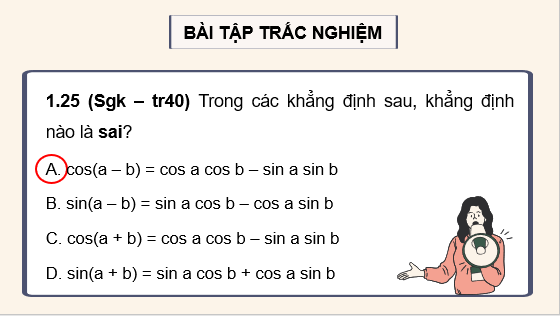 BÀI TẬP TRẮC NGHIỆM
1.25 (Sgk – tr40) Trong các khẳng định sau, khẳng định
nào là sai?
A. cos(a – b) = cos a cos b – sin a sin b
B. sin(a – b) = sin a cos b – cos a sin b
C. cos(a + b) = cos a cos b – sin a sin b
D. sin(a + b) = sin a cos b + cos a sin b